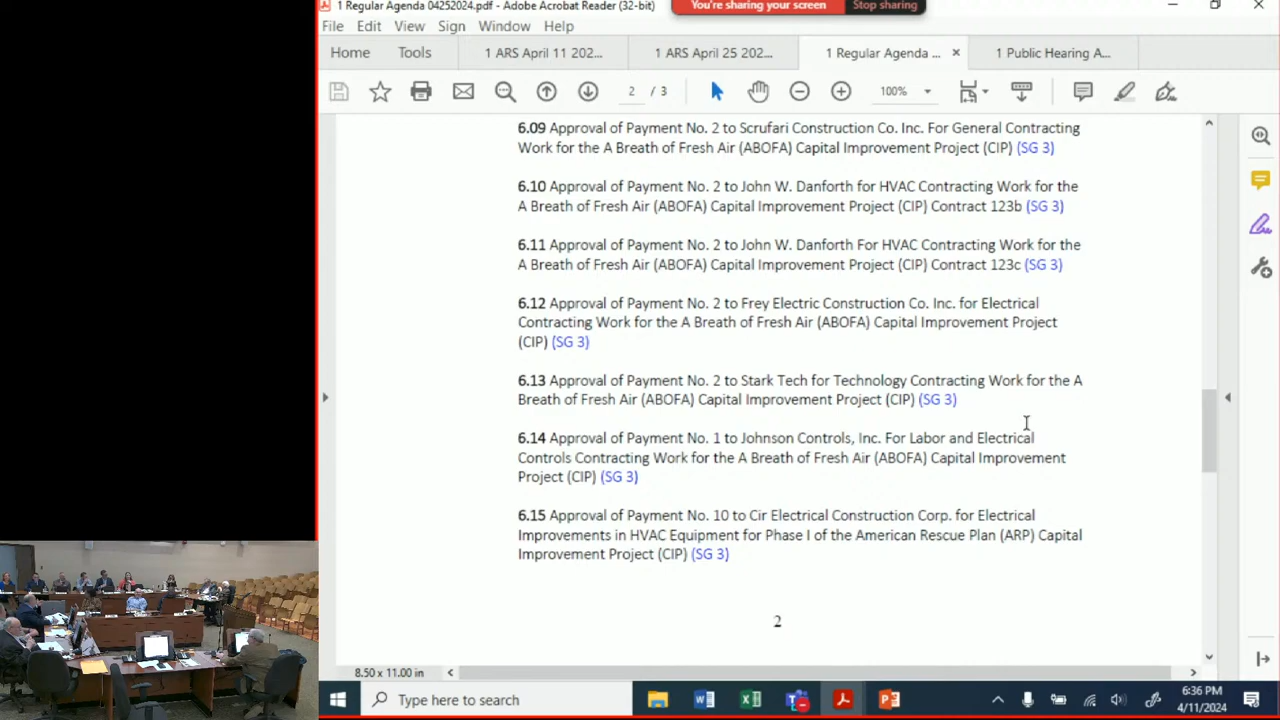 1 Regular Agenda 04252024.pdf - Adobe Acrobat Reader (32-bit)
You're sharing your screen
Stop sharing
File Edit View Sign Window Help
Home Tools 1 ARS April 11 202... 1 ARS April 25 202... 1 Regular Agenda ... × 1 Public Hearing A...
2 / 3 100%
6.09 Approval of Payment No. 2 to Scrufari Construction Co. Inc. For General Contracting
Work for the A Breath of Fresh Air (ABOFA) Capital Improvement Project (CIP) (SG 3)
6.10 Approval of Payment No. 2 to John W. Danforth for HVAC Contracting Work for the
A Breath of Fresh Air (ABOFA) Capital Improvement Project (CIP) Contract 123b (SG 3)
6.11 Approval of Payment No. 2 to John W. Danforth For HVAC Contracting Work for the
A Breath of Fresh Air (ABOFA) Capital Improvement Project (CIP) Contract 123c (SG 3)
6.12 Approval of Payment No. 2 to Frey Electric Construction Co. Inc. for Electrical
Contracting Work for the A Breath of Fresh Air (ABOFA) Capital Improvement Project
(CIP) (SG 3)
6.13 Approval of Payment No. 2 to Stark Tech for Technology Contracting Work for the A
Breath of Fresh Air (ABOFA) Capital Improvement Project (CIP) (SG 3)
6.14 Approval of Payment No. 1 to Johnson Controls, Inc. For Labor and Electrical
Controls Contracting Work for the A Breath of Fresh Air (ABOFA) Capital Improvement
Project (CIP) (SG 3)
6.15 Approval of Payment No. 10 to Cir Electrical Construction Corp. for Electrical
Improvements in HVAC Equipment for Phase I of the American Rescue Plan (ARP) Capital
Improvement Project (CIP) (SG 3)
2
8.50 x 11.00 in
Type here to search
6:36 PM
4/11/2024